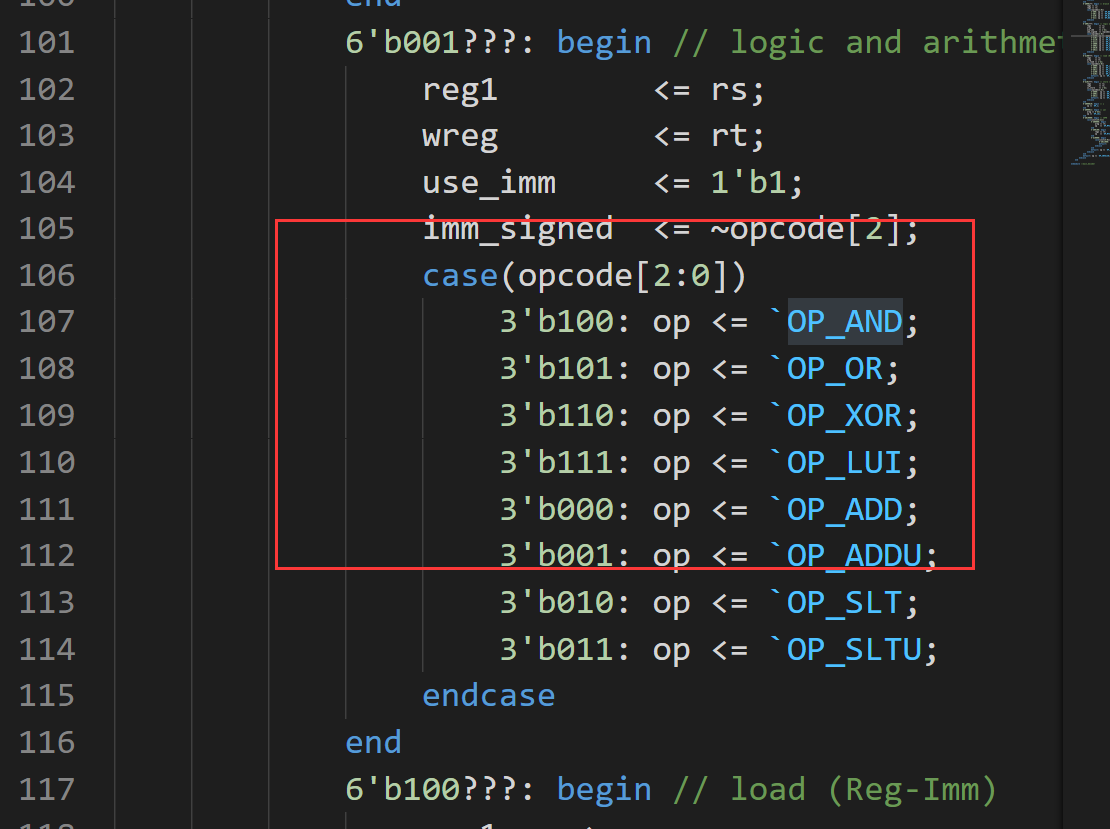 end
101 6'b001???: begin // logic and
102 reg1 <= rs;
103 wreg <= rt;
104 use_imm <= 1'b1;
105 imm_signed <= ~opcode[2];
106 case(opcode[2:0])
107 3'b100: op <= `OP_AND;
108 3'b101: op <= `OP_OR;
109 3'b110: op <= `OP_XOR;
110 3'b111: op <= `OP_LUI;
111 3'b000: op <= `OP_ADD;
112 3'b001: op <= `OP_ADDU;
113 3'b010: op <= `OP_SLT;
114 3'b011: op <= `OP_SLTU;
115 endcase
116 end
117 6'b100???: begin // load (Reg-Imm)